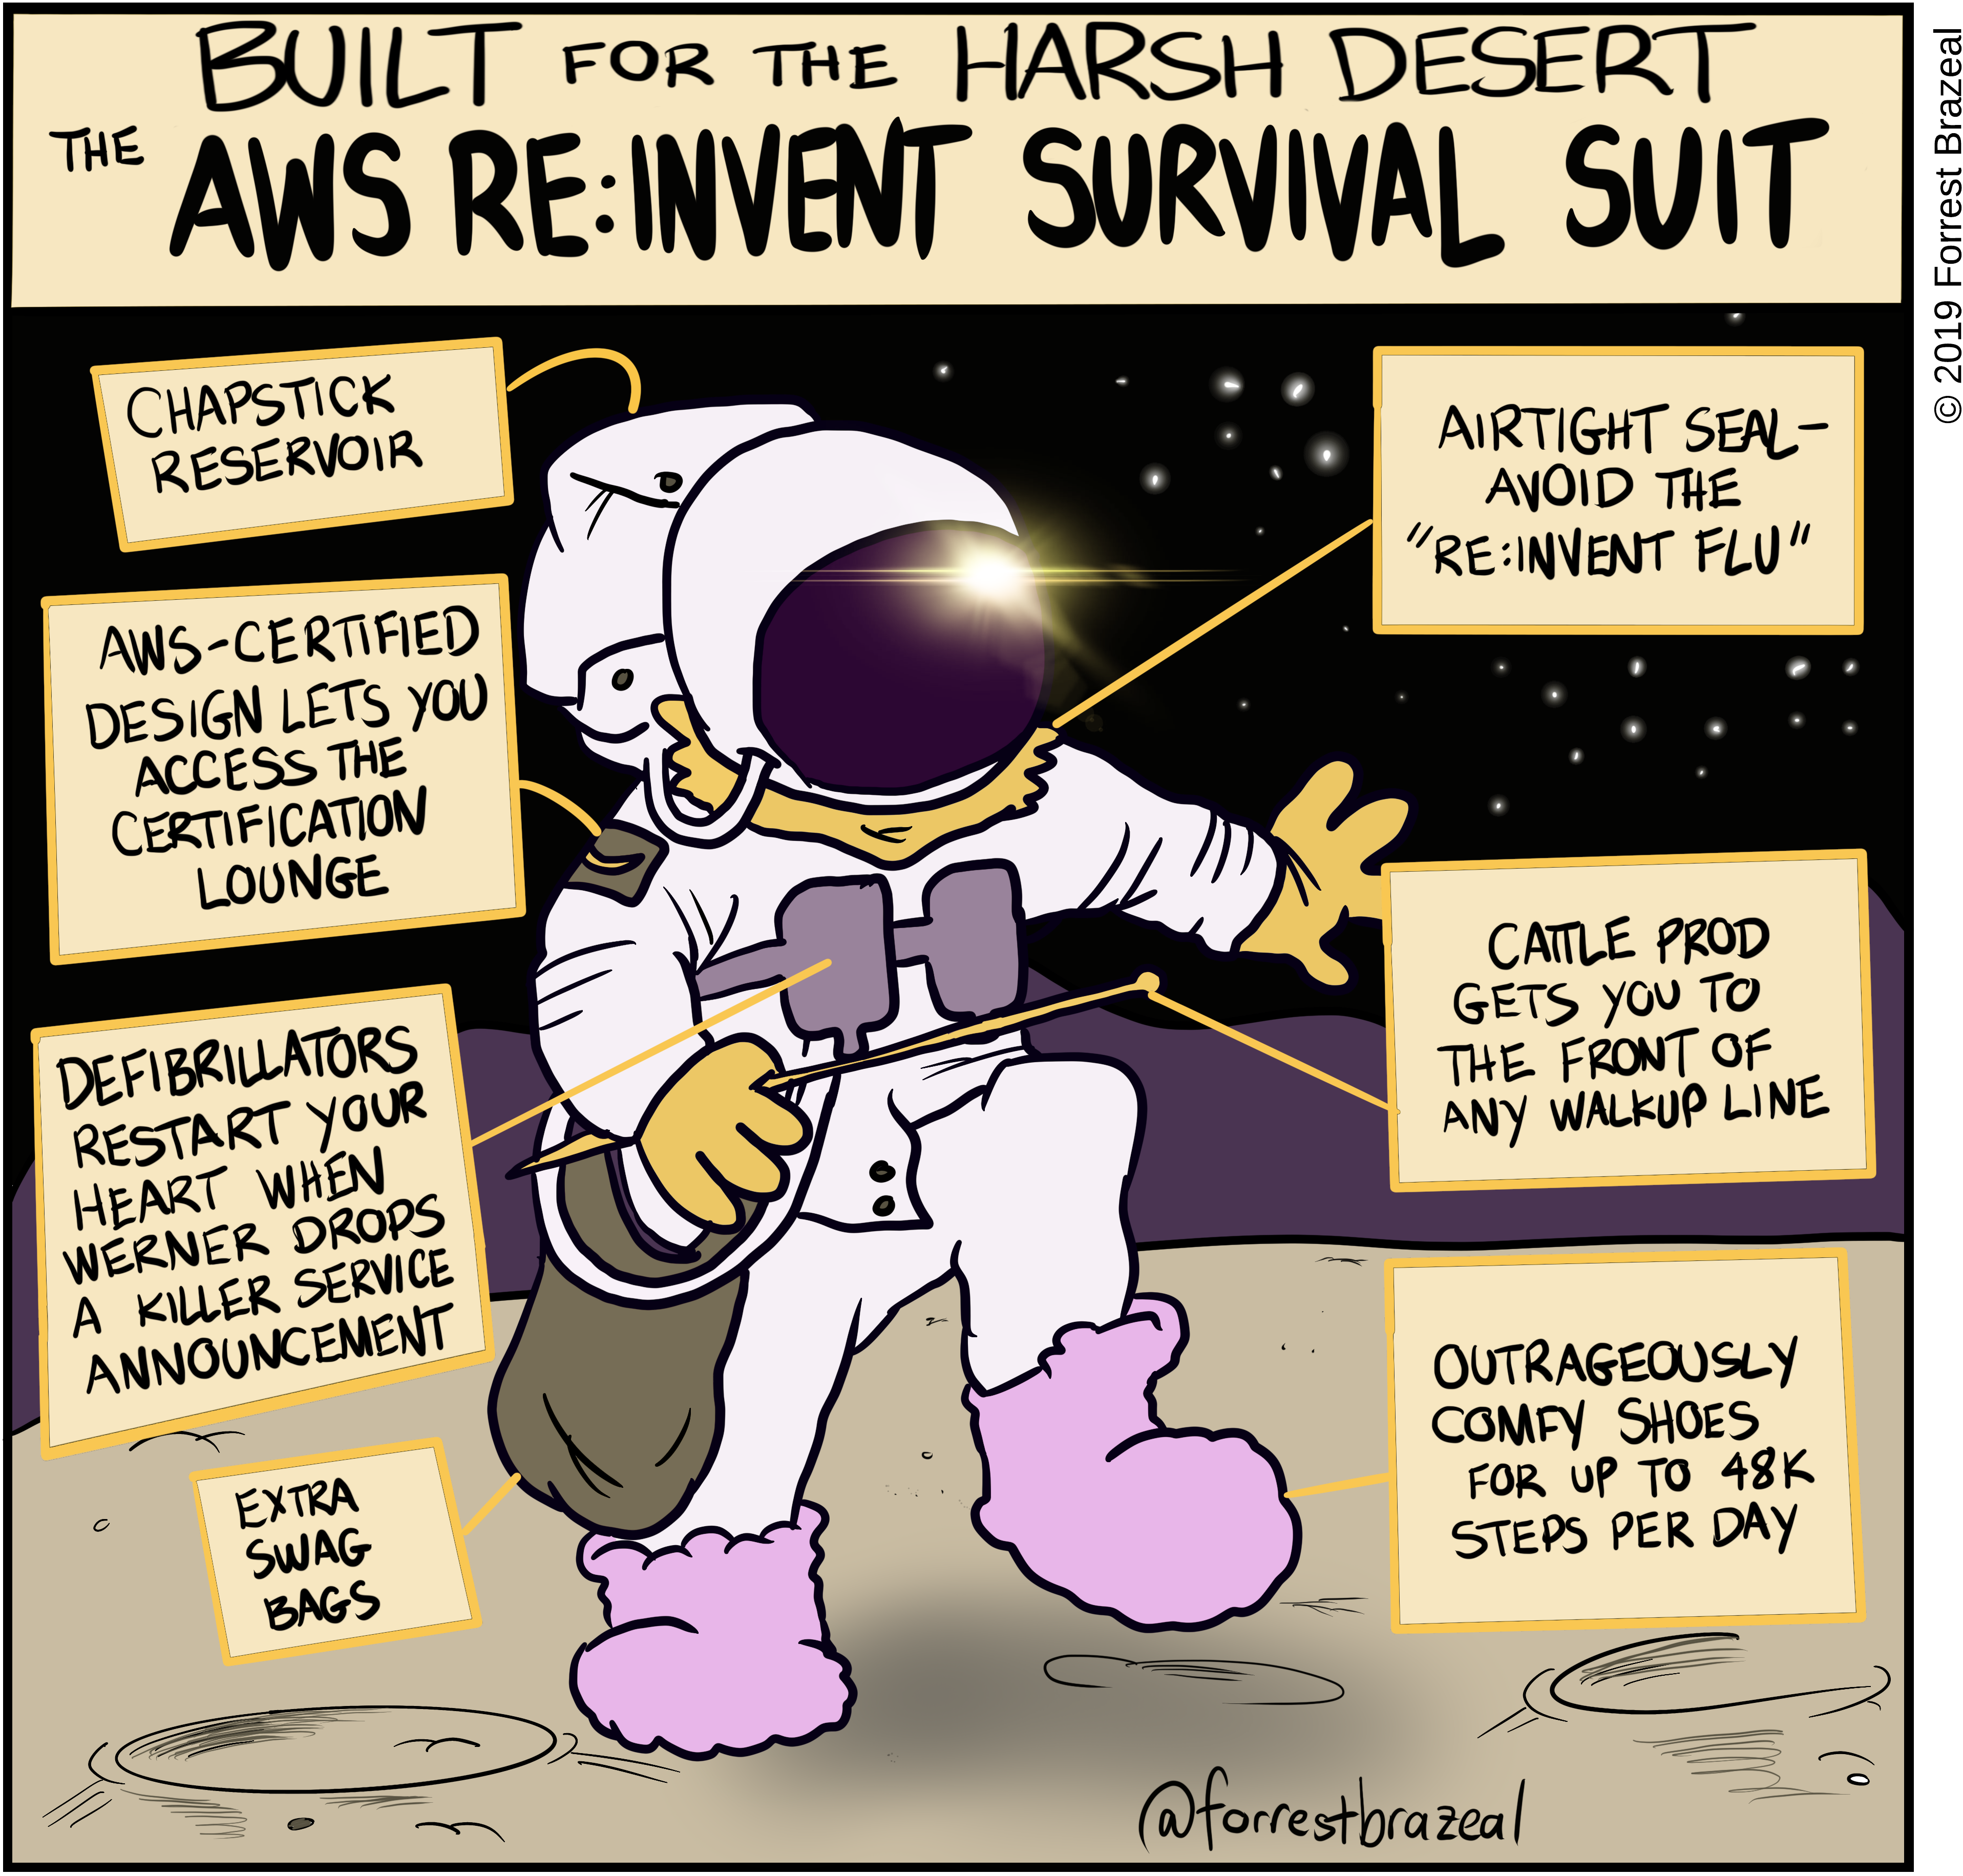 BUILT FOR THE HARSH DESERT
THE AWS RE:INVENT SURVIVAL SUIT
© 2019 Forrest Brazeal
CHAPSTICK
RESERVOIR
AIRTIGHT SEAL-
AVOID THE
"RE:INVENT FLU"
AWS-CERTIFIED
DESIGN LETS YOU
ACCESS THE
CERTIFICATION
LOUNGE
CATTLE PROD
GETS YOU TO
THE FRONT OF
ANY WALKUP LINE
DEFIBRILLATORS
RESTART YOUR
HEART WHEN
WERNER DROPS
A KILLER SERVICE
ANNOUNCEMENT
OUTRAGEOUSLY
COMFY SHOES
FOR UP TO 48K
STEPS PER DAY
EXTRA
SWAG
BAGS
@forrestbrazeal